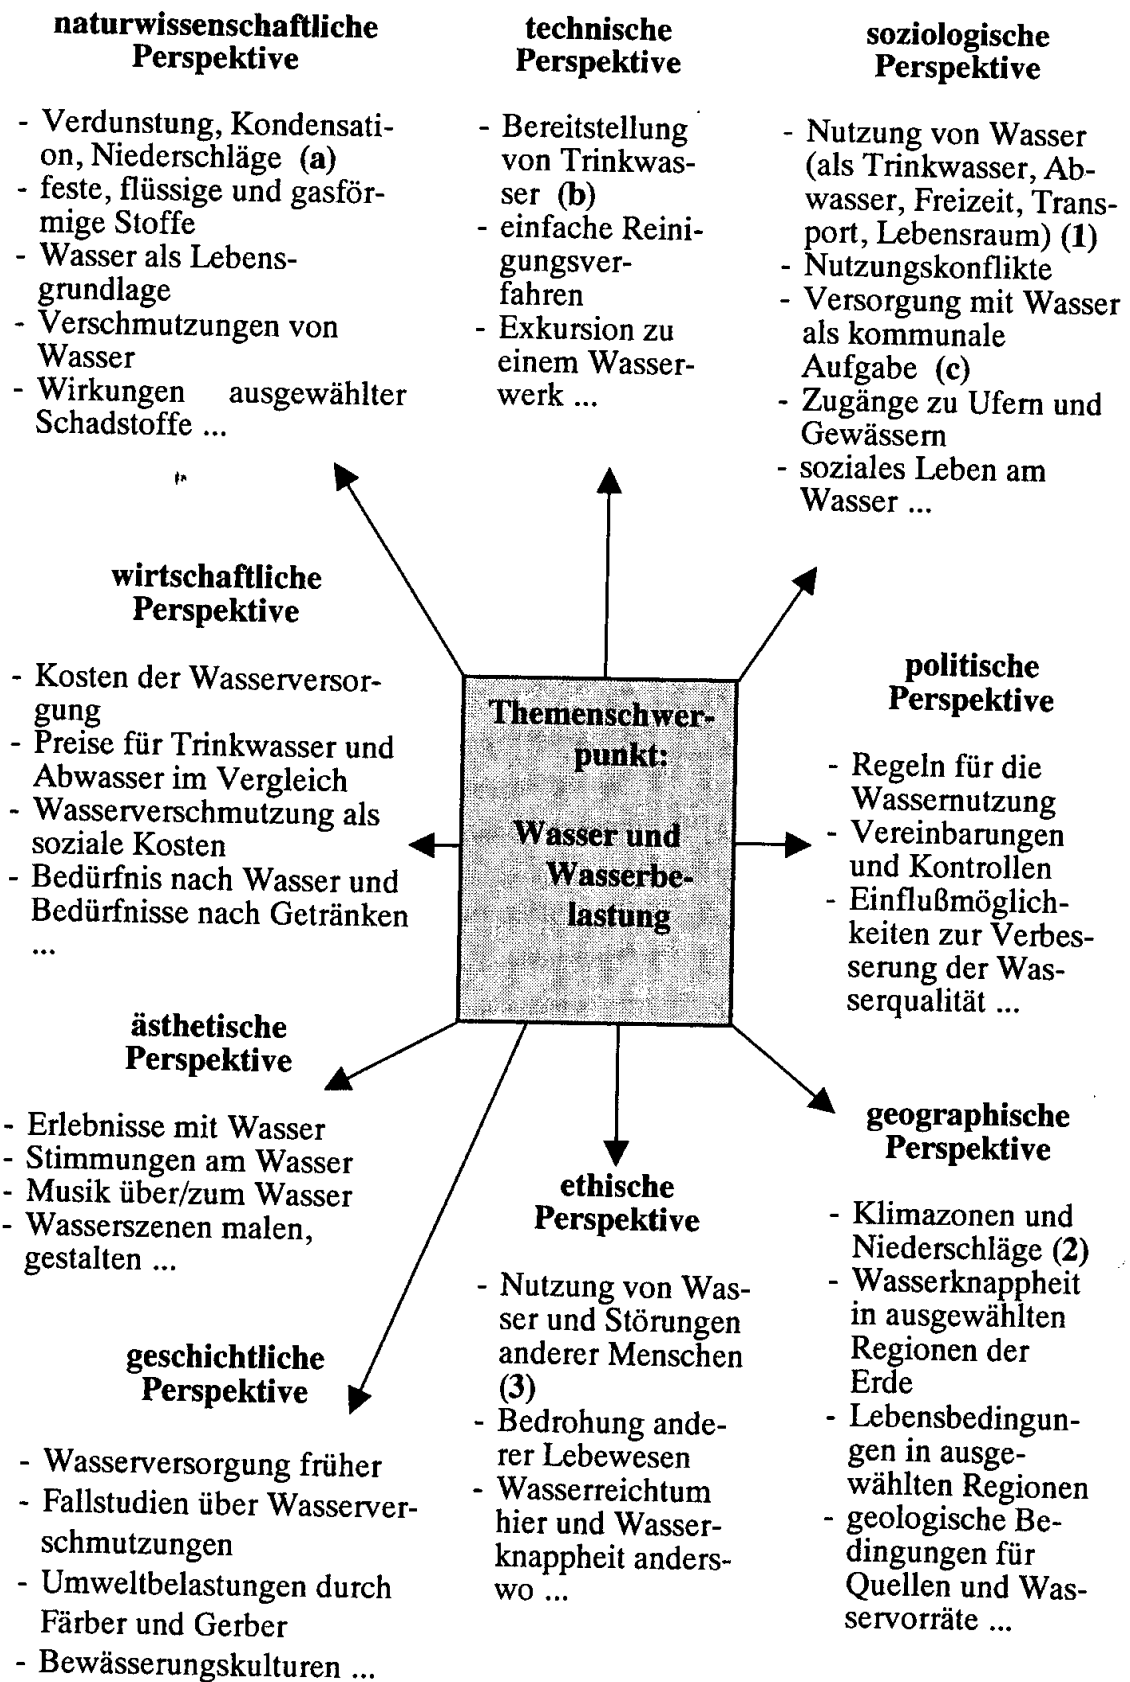 naturwissenschaftliche
Perspektive
- Verdunstung, Kondensati-
on, Niederschläge (a)
- feste, flüssige und gasför-
mige Stoffe
- Wasser als Lebens-
grundlage
- Verschmutzungen von
Wasser
- Wirkungen ausgewählter
Schadstoffe ...
technische
Perspektive
- Bereitstellung
von Trinkwas-
ser (b)
- einfache Reini-
gungsver-
fahren
- Exkursion zu
einem Wasser-
werk ...
soziologische
Perspektive
- Nutzung von Wasser
(als Trinkwasser, Ab-
wasser, Freizeit, Trans-
port, Lebensraum) (1)
- Nutzungskonflikte
- Versorgung mit Wasser
als kommunale
Aufgabe (c)
- Zugänge zu Ufern und
Gewässern
- soziales Leben am
Wasser ...
wirtschaftliche
Perspektive
- Kosten der Wasserversor-
gung
- Preise für Trinkwasser und
Abwasser im Vergleich
- Wasserverschmutzung als
soziale Kosten
- Bedürfnis nach Wasser und
Bedürfnisse nach Getränken
...
Themenschwer-
punkt:
Wasser und
Wasserbe-
lastung
politische
Perspektive
- Regeln für die
Wassernutzung
- Vereinbarungen
und Kontrollen
- Einflußmöglich-
keiten zur Verbes-
serung der Was-
serqualität ...
ästhetische
Perspektive
- Erlebnisse mit Wasser
- Stimmungen am Wasser
- Musik über/zum Wasser
- Wasserszenen malen,
gestalten ...
geschichtliche
Perspektive
- Wasserversorgung früher
- Fallstudien über Wasserver-
schmutzungen
- Umweltbelastungen durch
Färber und Gerber
- Bewässerungskulturen ...
ethische
Perspektive
- Nutzung von Was-
ser und Störungen
anderer Menschen
(3)
- Bedrohung ande-
rer Lebewesen
- Wasserreichtum
hier und Wasser-
knappheit anders-
wo ...
geographische
Perspektive
- Klimazonen und
Niederschläge (2)
- Wasserknappheit
in ausgewählten
Regionen der
Erde
- Lebensbedingun-
gen in ausge-
wählten Regionen
- geologische Be-
dingungen für
Quellen und Was-
servorräte ...